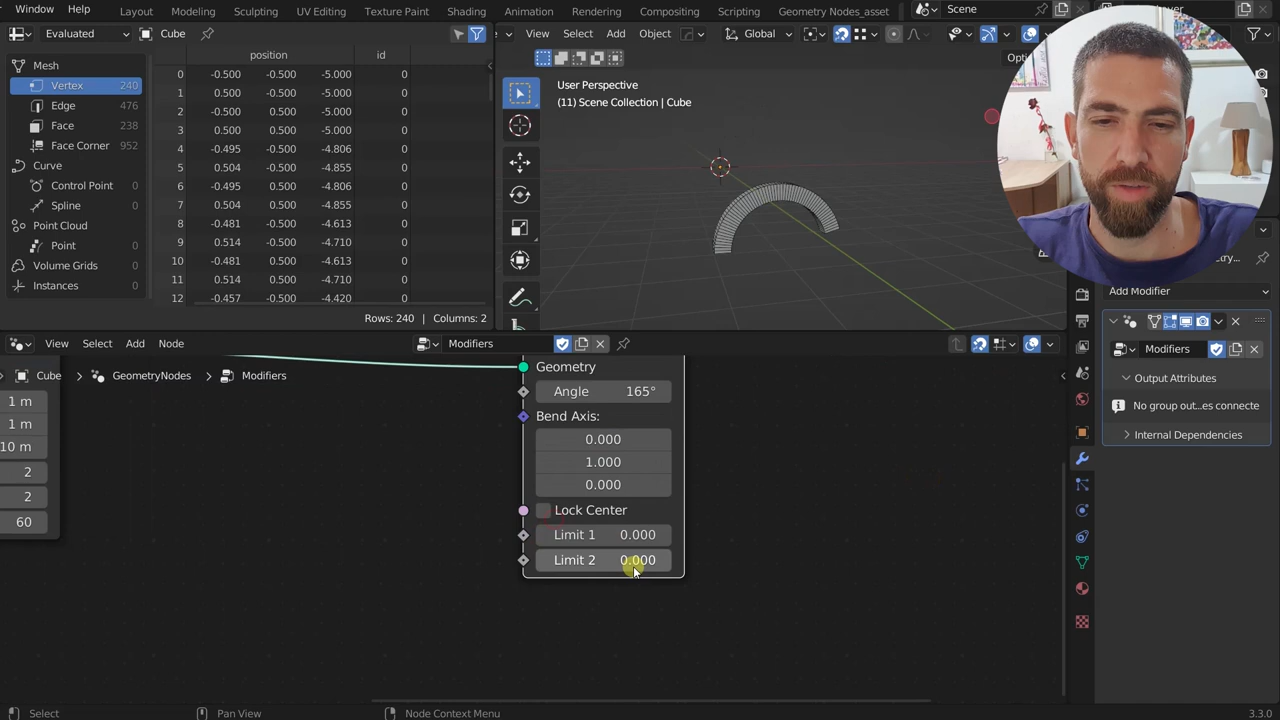 Window Help Layout Modeling Sculpting UV Editing Texture Paint Shading Animation Rendering Compositing Scripting Geometry Nodes_asset Scene
Evaluated Cube
View Select Add Object Global
position id
Mesh
Vertex 240
Edge 476
Face 238
Face Corner 952
Curve
Control Point 0
Spline 0
Point Cloud
Point 0
Volume Grids 0
Instances 0
0 -0.500 -0.500 -5.000 0
1 0.500 -0.500 -5.000 0
2 -0.500 0.500 -5.000 0
3 0.500 0.500 -5.000 0
4 -0.495 0.500 -4.806 0
5 0.504 0.500 -4.855 0
6 -0.495 -0.500 -4.806 0
7 0.504 -0.500 -4.855 0
8 -0.481 0.500 -4.613 0
9 0.514 0.500 -4.710 0
10 -0.481 -0.500 -4.613 0
11 0.514 -0.500 -4.710 0
12 -0.457 0.500 -4.420 0
Rows: 240 | Columns: 2
Opti
User Perspective
(11) Scene Collection | Cube
Add Modifier
Modifiers
Output Attributes
No group out...es connecte
Internal Dependencies
View Select Add Node Modifiers
Cube > GeometryNodes > Modifiers
1 m
1 m
10 m
2
2
60
Geometry
Angle 165°
Bend Axis:
0.000
1.000
0.000
Lock Center
Limit 1 0.000
Limit 2 0.000
Select Pan View Node Context Menu 3.3.0